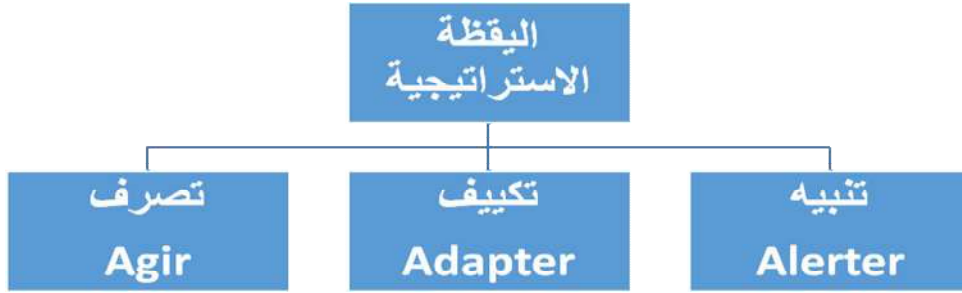 اليقظة
الاستراتيجية
تنبيه
Alerter
تكييف
Adapter
تصرف
Agir